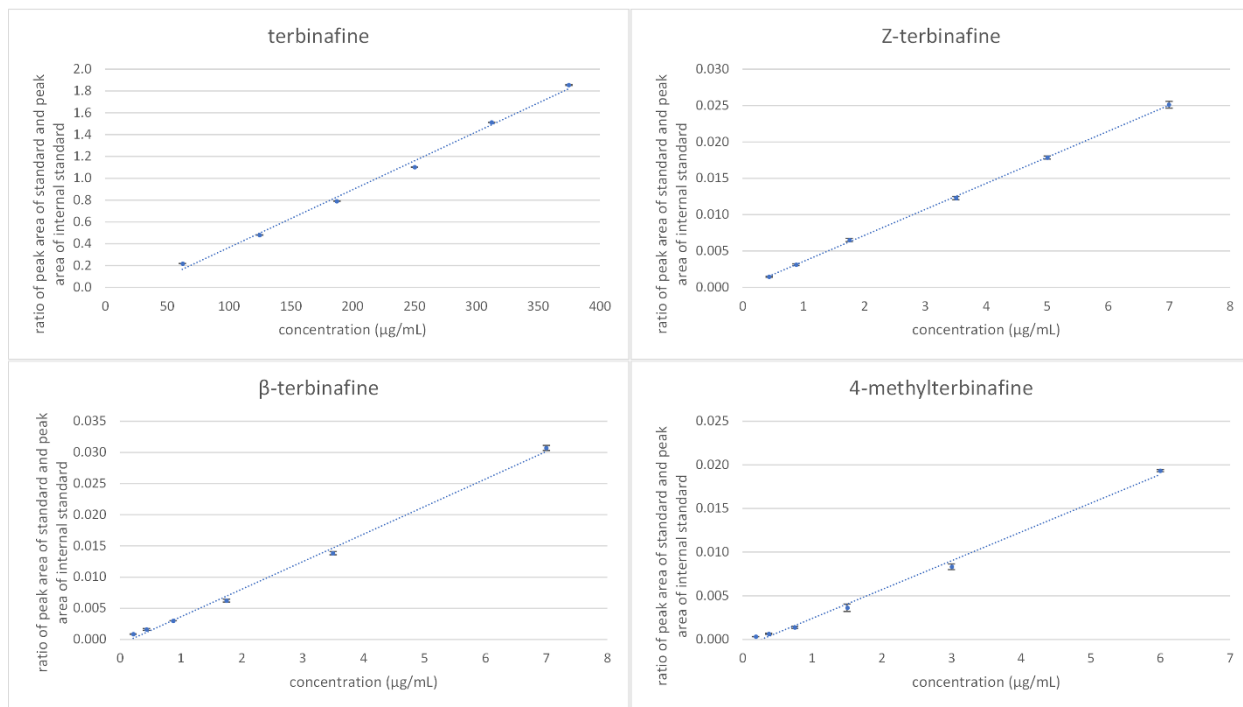 terbinafine
ratio of peak area of standard and peak
area of internal standard
2.0
1.8
1.6
1.4
1.2
1.0
0.8
0.6
0.4
0.2
0.0
0 50 100 150 200 250 300 350 400
concentration (µg/mL)
Z-terbinafine
ratio of peak area of standard and peak
area of internal standard
0.030
0.025
0.020
0.015
0.010
0.005
0.000
0 1 2 3 4 5 6 7 8
concentration (µg/mL)
β-terbinafine
ratio of peak area of standard and peak
area of internal standard
0.035
0.030
0.025
0.020
0.015
0.010
0.005
0.000
0 1 2 3 4 5 6 7 8
concentration (µg/mL)
4-methylterbinafine
ratio of peak area of standard and peak
area of internal standard
0.025
0.020
0.015
0.010
0.005
0.000
0 1 2 3 4 5 6 7
concentration (µg/mL)